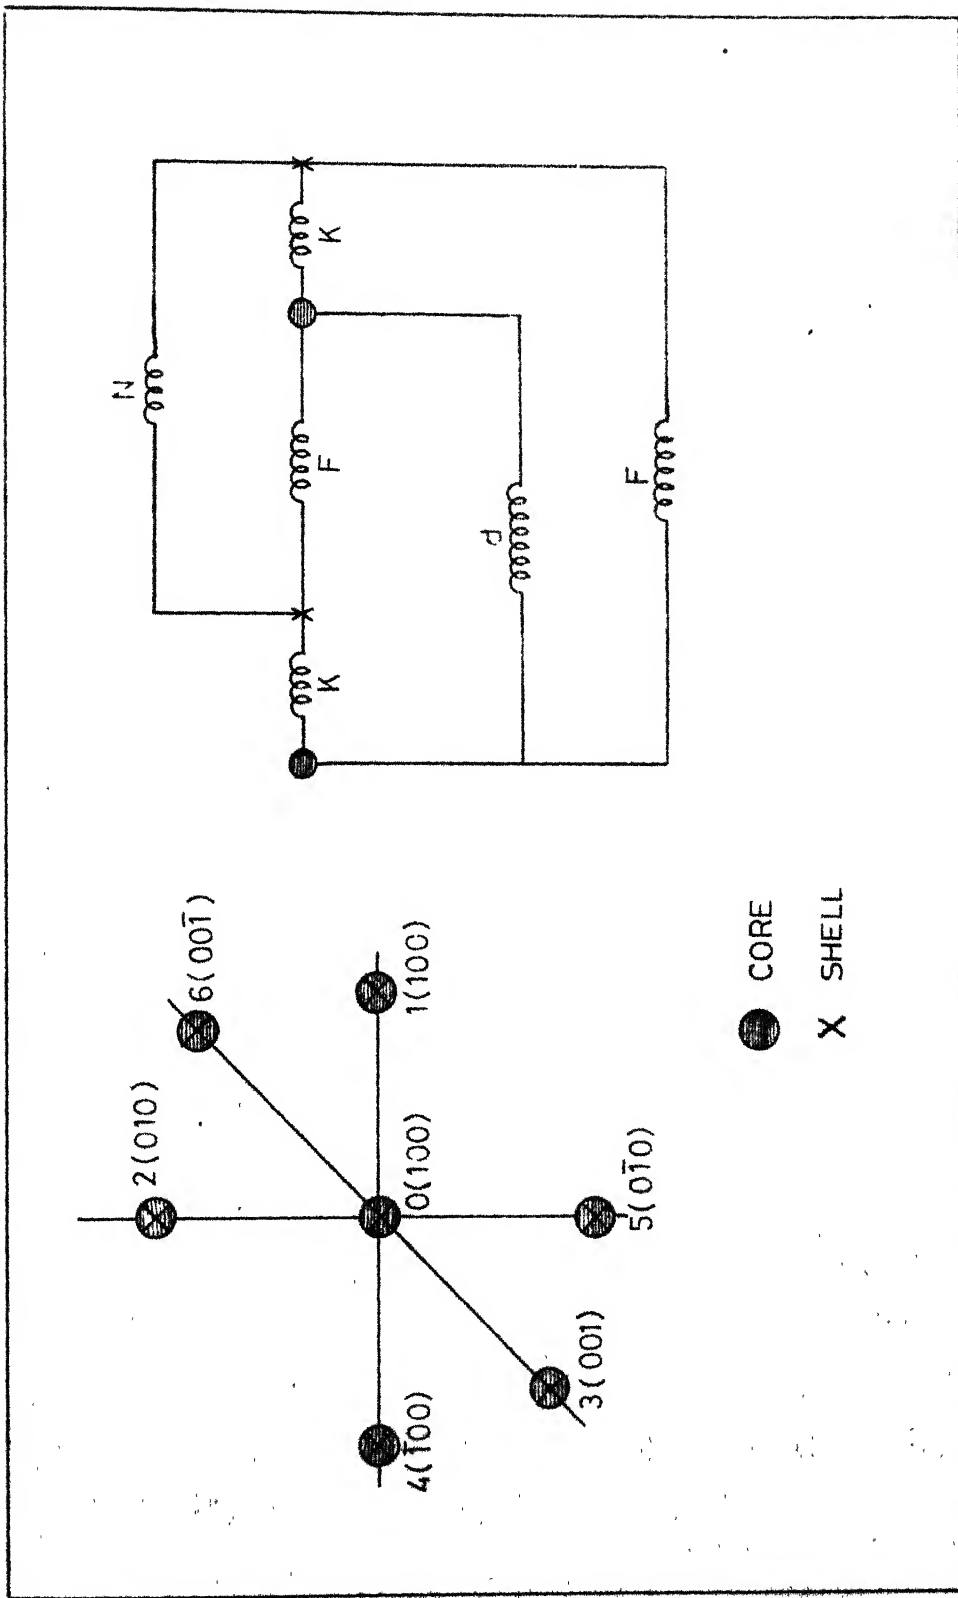 N
K
F
K
d
F
2(010)
6(001̄)
0(100)
1(100)
4(1̄00)
3(001)
5(01̄0)
CORE
X SHELL